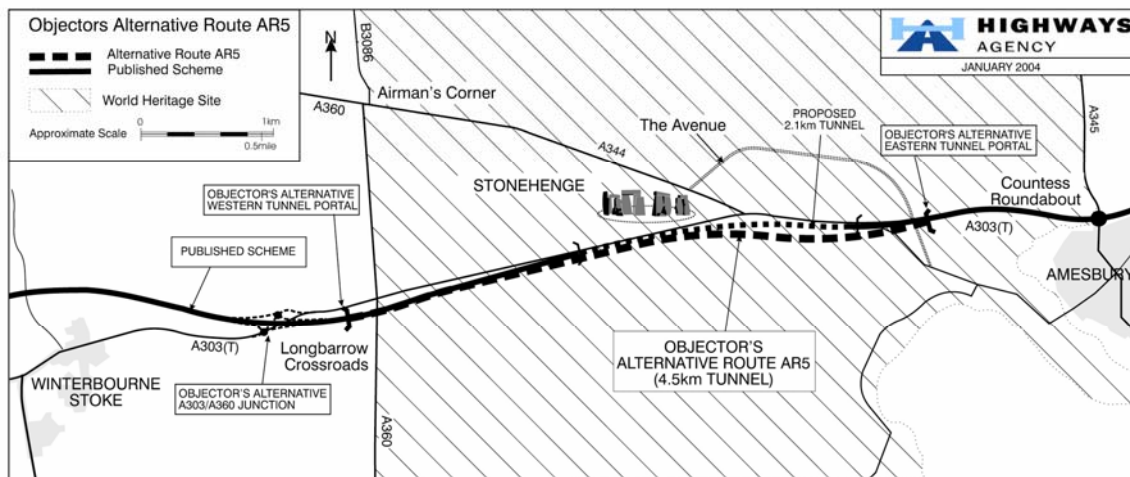 Objectors Alternative Route AR5
Alternative Route AR5
Published Scheme
World Heritage Site
Approximate Scale
0
1km
0.5mile
N
B3086
A360
Airman's Corner
A344
The Avenue
PROPOSED
2.1km TUNNEL
OBJECTOR'S ALTERNATIVE
EASTERN TUNNEL PORTAL
HIGHWAYS
AGENCY
JANUARY 2004
A345
STONEHENGE
OBJECTOR'S ALTERNATIVE
WESTERN TUNNEL PORTAL
Countess
Roundabout
A303(T)
AMESBURY
PUBLISHED SCHEME
A303(T)
Longbarrow
Crossroads
WINTERBOURNE
STOKE
OBJECTOR'S ALTERNATIVE
A303/A360 JUNCTION
OBJECTOR'S
ALTERNATIVE ROUTE AR5
(4.5km TUNNEL)
A360